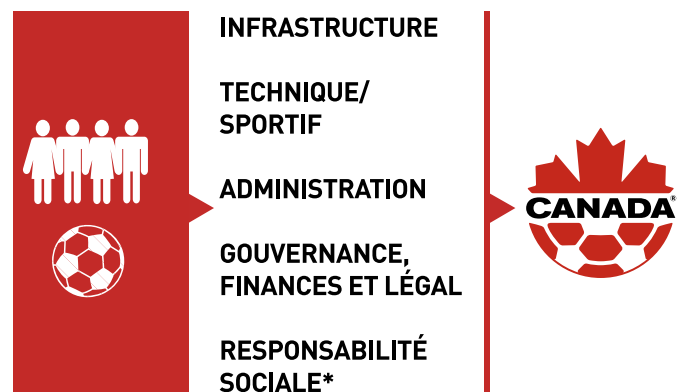 INFRASTRUCTURE
TECHNIQUE/
SPORTIF
ADMINISTRATION
GOUVERNANCE,
FINANCES ET LÉGAL
RESPONSABILITÉ
SOCIALE*
CANADA®